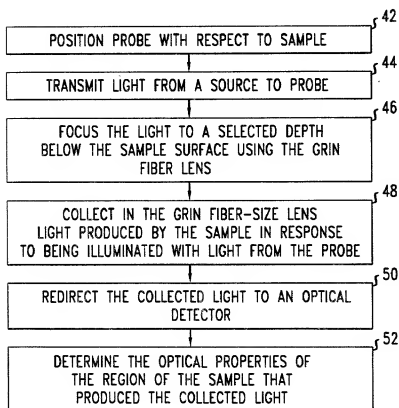 42
POSITION PROBE WITH RESPECT TO SAMPLE
44
TRANSMIT LIGHT FROM A SOURCE TO PROBE
46
FOCUS THE LIGHT TO A SELECTED DEPTH
BELOW THE SAMPLE SURFACE USING THE GRIN
FIBER LENS
48
COLLECT IN THE GRIN FIBER-SIZE LENS
LIGHT PRODUCED BY THE SAMPLE IN RESPONSE
TO BEING ILLUMINATED WITH LIGHT FROM THE PROBE
50
REDIRECT THE COLLECTED LIGHT TO AN OPTICAL
DETECTOR
52
DETERMINE THE OPTICAL PROPERTIES OF
THE REGION OF THE SAMPLE THAT
PRODUCED THE COLLECTED LIGHT